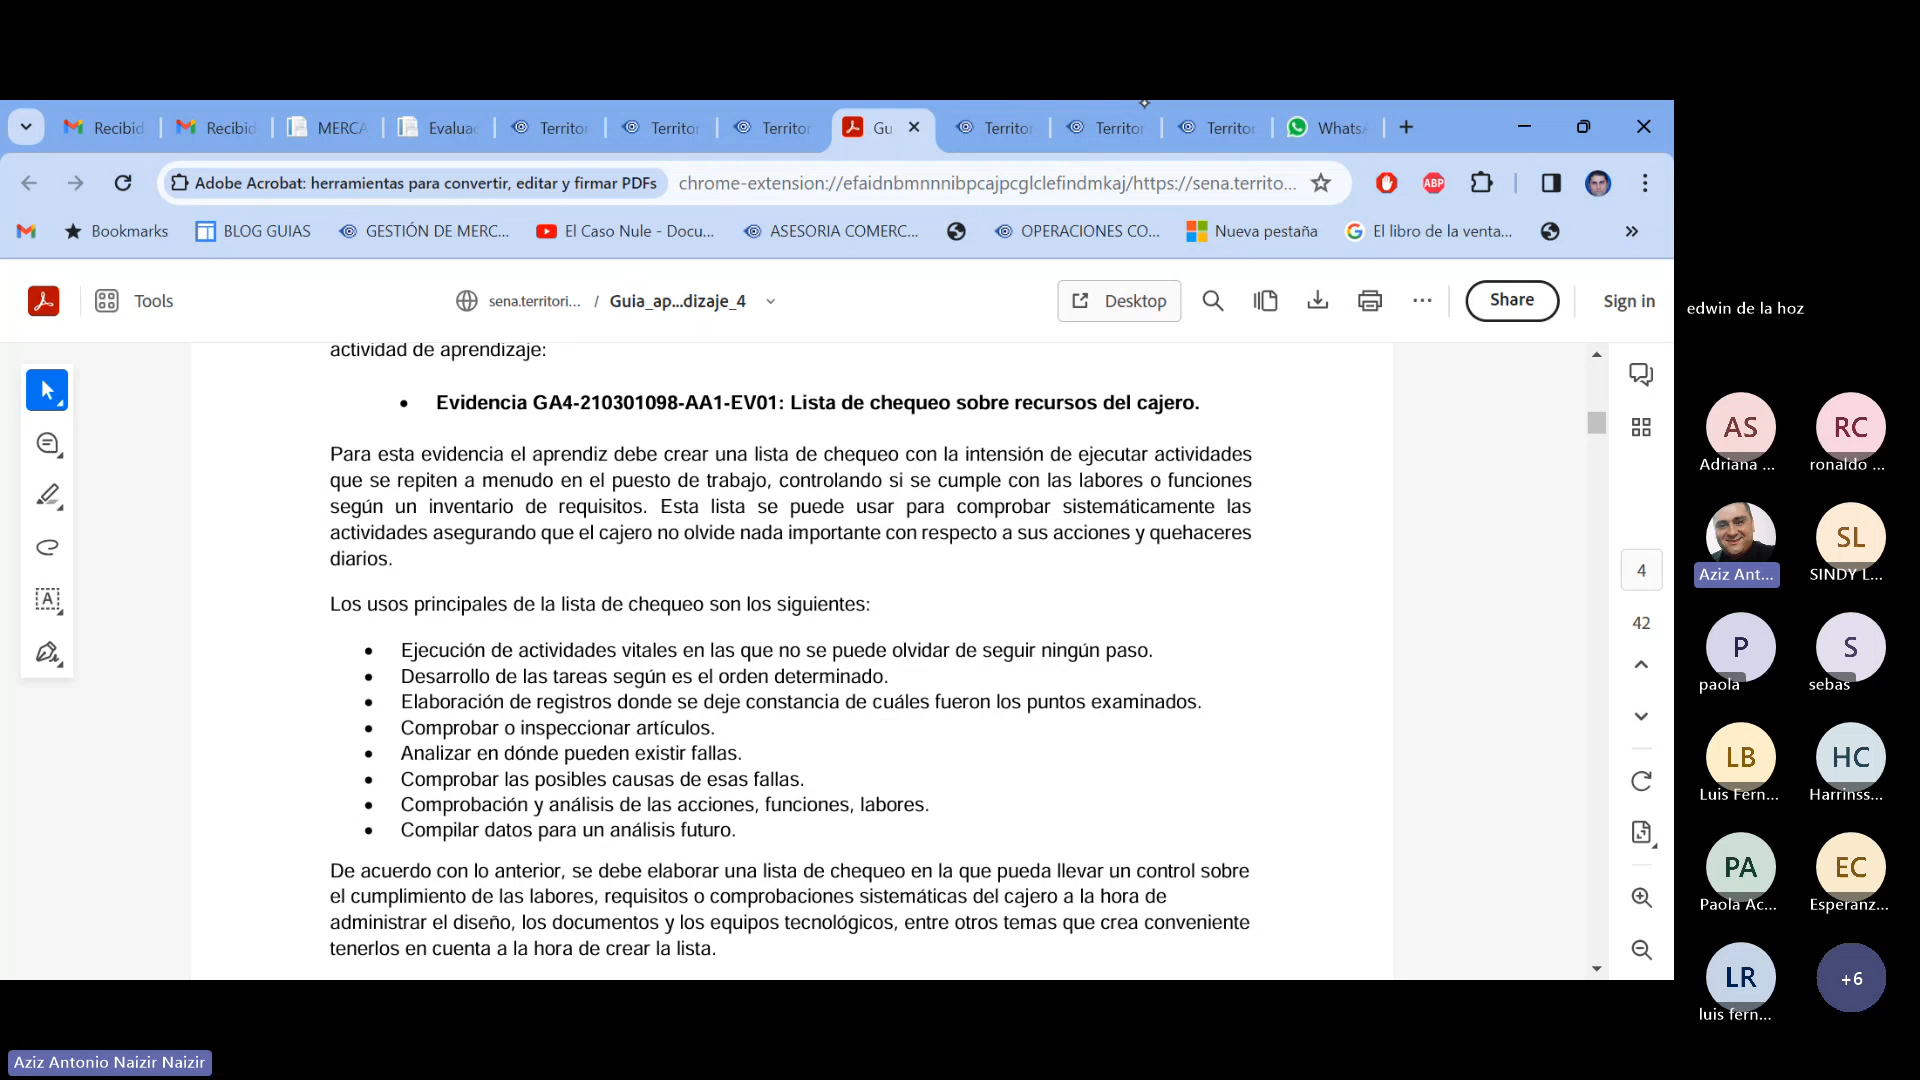 Recibid
Recibid
MERCA
Evaluac
Territor
Territor
Territor
Gu
Territor
Territor
Territor
WhatsA
Adobe Acrobat: herramientas para convertir, editar y firmar PDFs
chrome-extension://efaidnbmnnnibpcajpcglclefindmkaj/https://sena.territo...
ABP
Bookmarks
BLOG GUIAS
GESTIÓN DE MERC...
El Caso Nule - Docu...
ASESORIA COMERC...
OPERACIONES CO...
Nueva pestaña
El libro de la venta...
Tools
sena.territori... / Guia_ap...dizaje_4
Desktop
Share
Sign in
actividad de aprendizaje:
• Evidencia GA4-210301098-AA1-EV01: Lista de chequeo sobre recursos del cajero.
Para esta evidencia el aprendiz debe crear una lista de chequeo con la intensión de ejecutar actividades
que se repiten a menudo en el puesto de trabajo, controlando si se cumple con las labores o funciones
según un inventario de requisitos. Esta lista se puede usar para comprobar sistemáticamente las
actividades asegurando que el cajero no olvide nada importante con respecto a sus acciones y quehaceres
diarios.
Los usos principales de la lista de chequeo son los siguientes:
• Ejecución de actividades vitales en las que no se puede olvidar de seguir ningún paso.
• Desarrollo de las tareas según es el orden determinado.
• Elaboración de registros donde se deje constancia de cuáles fueron los puntos examinados.
• Comprobar o inspeccionar artículos.
• Analizar en dónde pueden existir fallas.
• Comprobar las posibles causas de esas fallas.
• Comprobación y análisis de las acciones, funciones, labores.
• Compilar datos para un análisis futuro.
De acuerdo con lo anterior, se debe elaborar una lista de chequeo en la que pueda llevar un control sobre
el cumplimiento de las labores, requisitos o comprobaciones sistemáticas del cajero a la hora de
administrar el diseño, los documentos y los equipos tecnológicos, entre otros temas que crea conveniente
tenerlos en cuenta a la hora de crear la lista.
4
42
edwin de la hoz
AS
Adriana ...
RC
ronaldo ...
Aziz Ant...
SL
SINDY L...
P
paola
S
sebas
LB
Luis Fern...
HC
Harrinss...
PA
Paola Ac...
EC
Esperanz...
LR
luis fern...
+6
Aziz Antonio Naizir Naizir